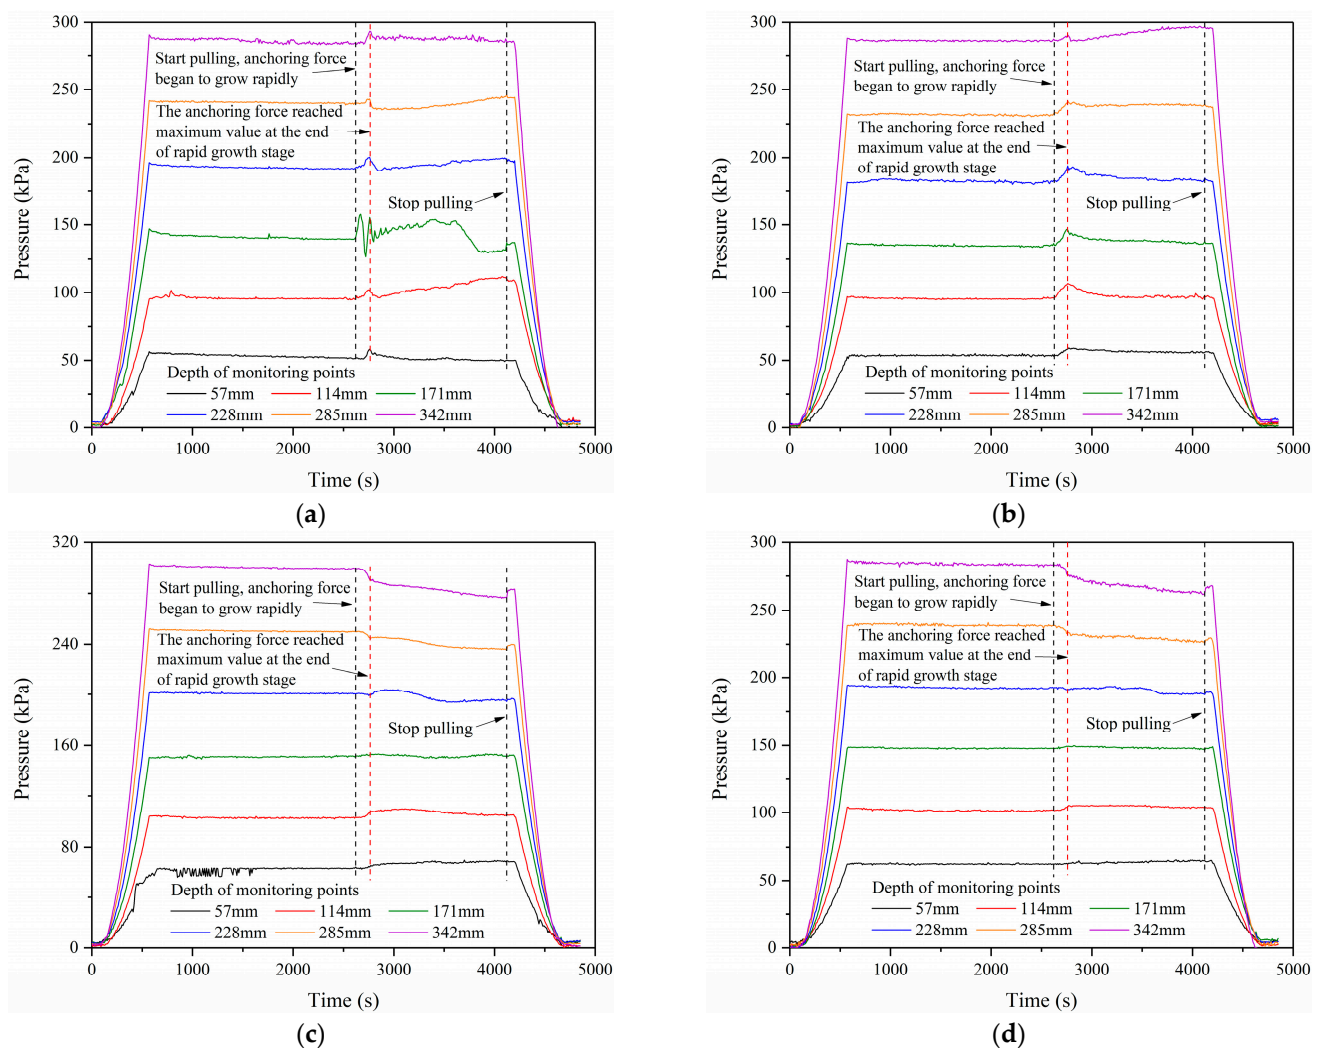 300
250
200
150
100
50
0
Pressure (kPa)
Start pulling, anchoring force
began to grow rapidly
The anchoring force reached
maximum value at the end
of rapid growth stage
Stop pulling
Depth of monitoring points
57mm 114mm 171mm
228mm 285mm 342mm
0 1000 2000 3000 4000 5000
Time (s)
(a)
300
250
200
150
100
50
0
Pressure (kPa)
Start pulling, anchoring force
began to grow rapidly
The anchoring force reached
maximum value at the end
of rapid growth stage
Stop pulling
Depth of monitoring points
57mm 114mm 171mm
228mm 285mm 342mm
0 1000 2000 3000 4000 5000
Time (s)
(b)
320
240
160
80
0
Pressure (kPa)
Start pulling, anchoring force
began to grow rapidly
The anchoring force reached
maximum value at the end
of rapid growth stage
Stop pulling
Depth of monitoring points
57mm 114mm 171mm
228mm 285mm 342mm
0 1000 2000 3000 4000 5000
Time (s)
(c)
300
250
200
150
100
50
0
Pressure (kPa)
Start pulling, anchoring force
began to grow rapidly
The anchoring force reached
maximum value at the end
of rapid growth stage
Stop pulling
Depth of monitoring points
57mm 114mm 171mm
228mm 285mm 342mm
0 1000 2000 3000 4000 5000
Time (s)
(d)